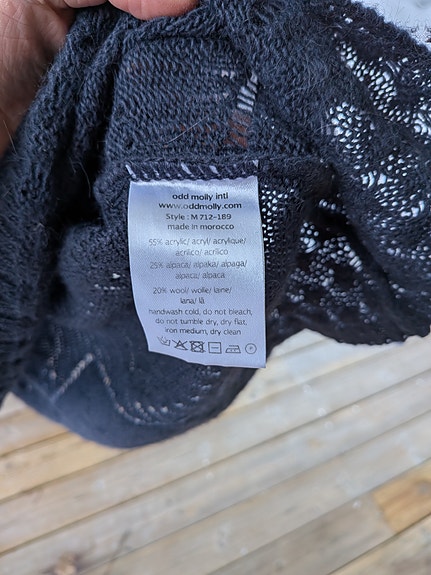 odd molly intl
www.oddmolly.com
Style : M 712-189
made in morocco
55% acrylic/ acryl/ acrylique/
acriíico/ acrilico
25% alpaca/ alpaka/ alpaga/
alpaca/ alpaca
20% wool/ wolle/ laine/
lana/ lã
handwash cold, do not bleach,
do not tumble dry, dry flat,
iron medium, dry clean